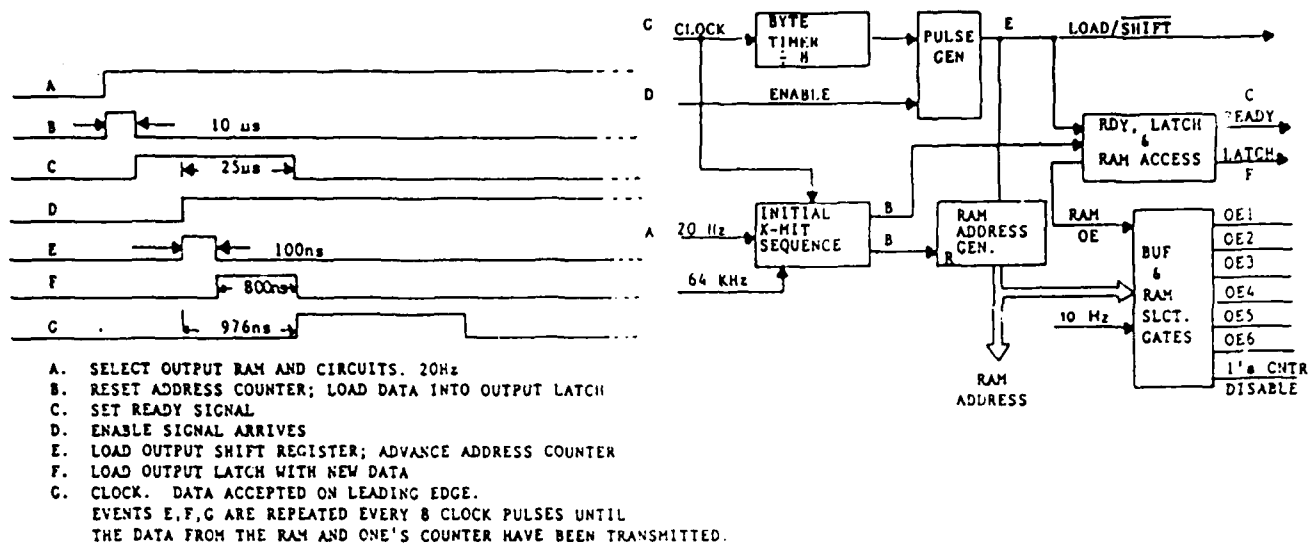 A
B 10 us
C 25us
D
E 100ns
F 800ns
G 976ns
A. SELECT OUTPUT RAM AND CIRCUITS. 20Hz
B. RESET ADDRESS COUNTER; LOAD DATA INTO OUTPUT LATCH
C. SET READY SIGNAL
D. ENABLE SIGNAL ARRIVES
E. LOAD OUTPUT SHIFT REGISTER; ADVANCE ADDRESS COUNTER
F. LOAD OUTPUT LATCH WITH NEW DATA
G. CLOCK. DATA ACCEPTED ON LEADING EDGE.
EVENTS E,F,G ARE REPEATED EVERY 8 CLOCK PULSES UNTIL
THE DATA FROM THE RAM AND ONE'S COUNTER HAVE BEEN TRANSMITTED.
G CLOCK
BYTE
TIMER
PULSE
GEN
E LOAD/SHIFT
D ENABLE
RDY, LATCH
&
RAM ACCESS
C
READY
LATCH
F
A 20 Hz
64 KHz
INITIAL
X-MIT
SEQUENCE
B
B
R
RAM
ADDRESS
GEN.
RAM
OE
10 Hz
RAM
ADDRESS
BUF
&
RAM
SLCT.
GATES
OE1
OE2
OE3
OE4
OE5
OE6
1's CNTR
DISABLE